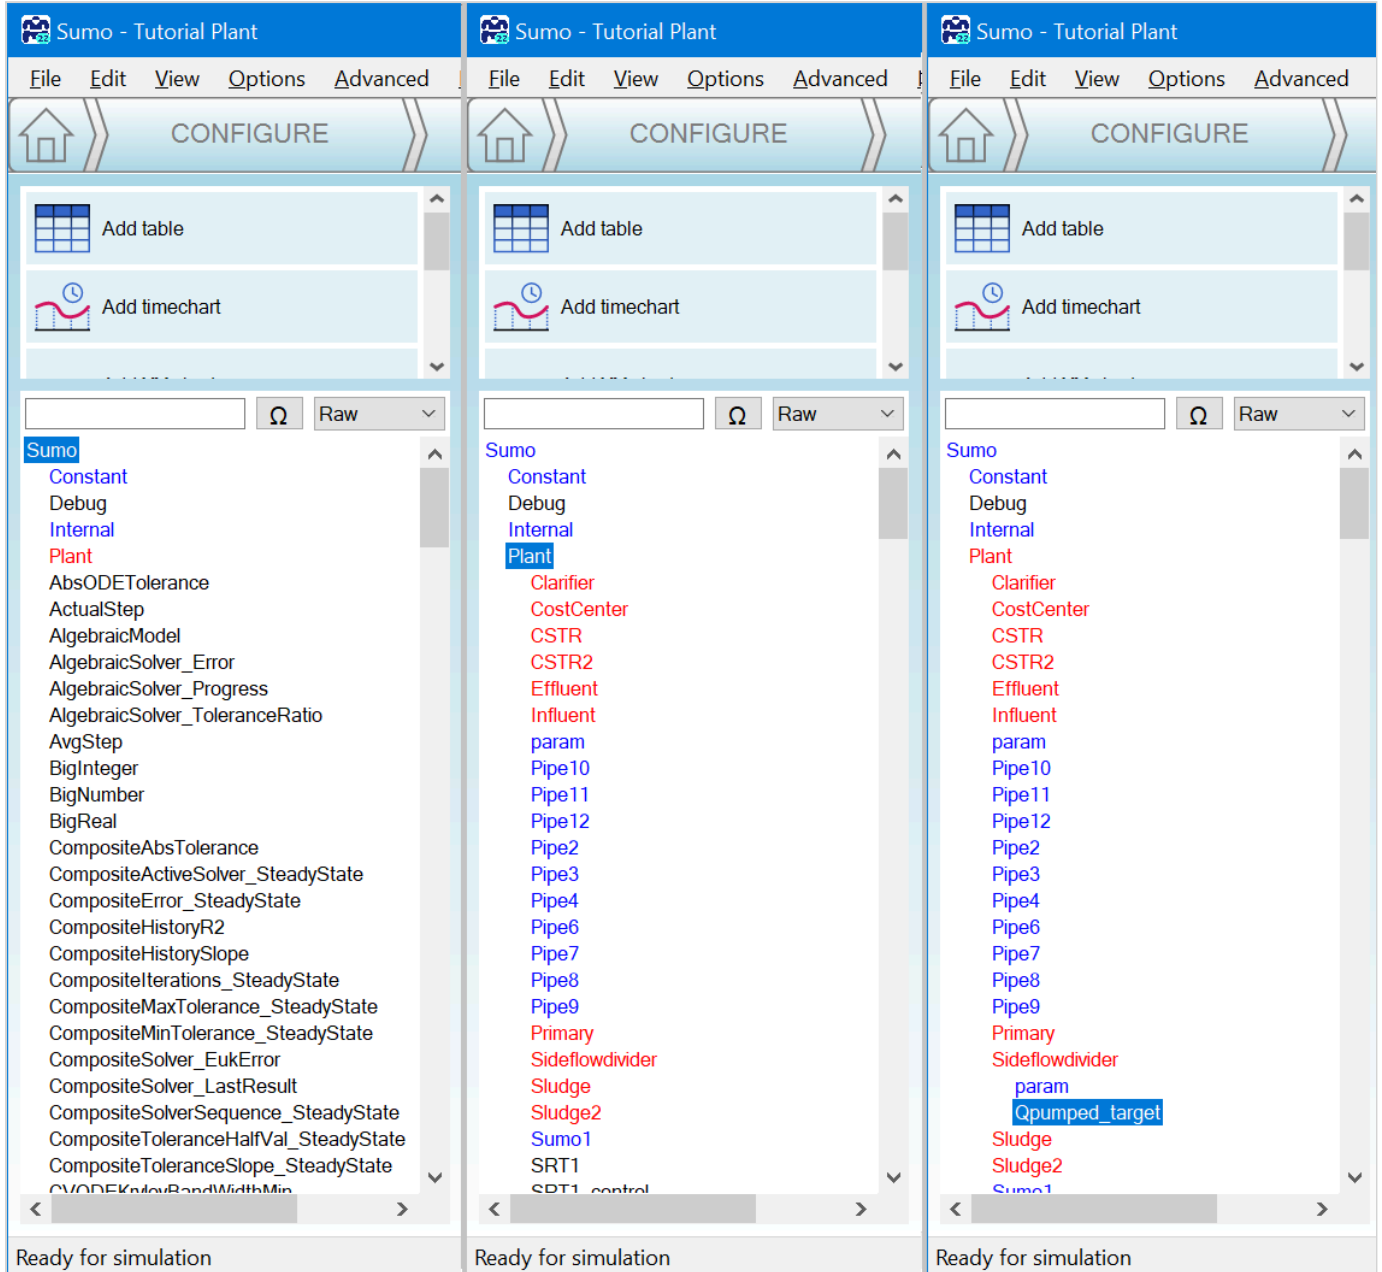 Sumo - Tutorial Plant
File Edit View Options Advanced
CONFIGURE
Add table
Add timechart
Ω Raw
Sumo
Constant
Debug
Internal
Plant
AbsODETolerance
ActualStep
AlgebraicModel
AlgebraicSolver_Error
AlgebraicSolver_Progress
AlgebraicSolver_ToleranceRatio
AvgStep
BigInteger
BigNumber
BigReal
CompositeAbsTolerance
CompositeActiveSolver_SteadyState
CompositeError_SteadyState
CompositeHistoryR2
CompositeHistorySlope
CompositeIterations_SteadyState
CompositeMaxTolerance_SteadyState
CompositeMinTolerance_SteadyState
CompositeSolver_EukError
CompositeSolver_LastResult
CompositeSolverSequence_SteadyState
CompositeToleranceHalfVal_SteadyState
CompositeToleranceSlope_SteadyState
CVODEKrylovBandWidthMin
Ready for simulation
Sumo - Tutorial Plant
File Edit View Options Advanced
CONFIGURE
Add table
Add timechart
Ω Raw
Sumo
Constant
Debug
Internal
Plant
Clarifier
CostCenter
CSTR
CSTR2
Effluent
Influent
param
Pipe10
Pipe11
Pipe12
Pipe2
Pipe3
Pipe4
Pipe6
Pipe7
Pipe8
Pipe9
Primary
Sideflowdivider
Sludge
Sludge2
Sumo1
SRT1
SRT1_control
Ready for simulation
Sumo - Tutorial Plant
File Edit View Options Advanced
CONFIGURE
Add table
Add timechart
Ω Raw
Sumo
Constant
Debug
Internal
Plant
Clarifier
CostCenter
CSTR
CSTR2
Effluent
Influent
param
Pipe10
Pipe11
Pipe12
Pipe2
Pipe3
Pipe4
Pipe6
Pipe7
Pipe8
Pipe9
Primary
Sideflowdivider
param
Qpumped_target
Sludge
Sludge2
Sumo1
Ready for simulation